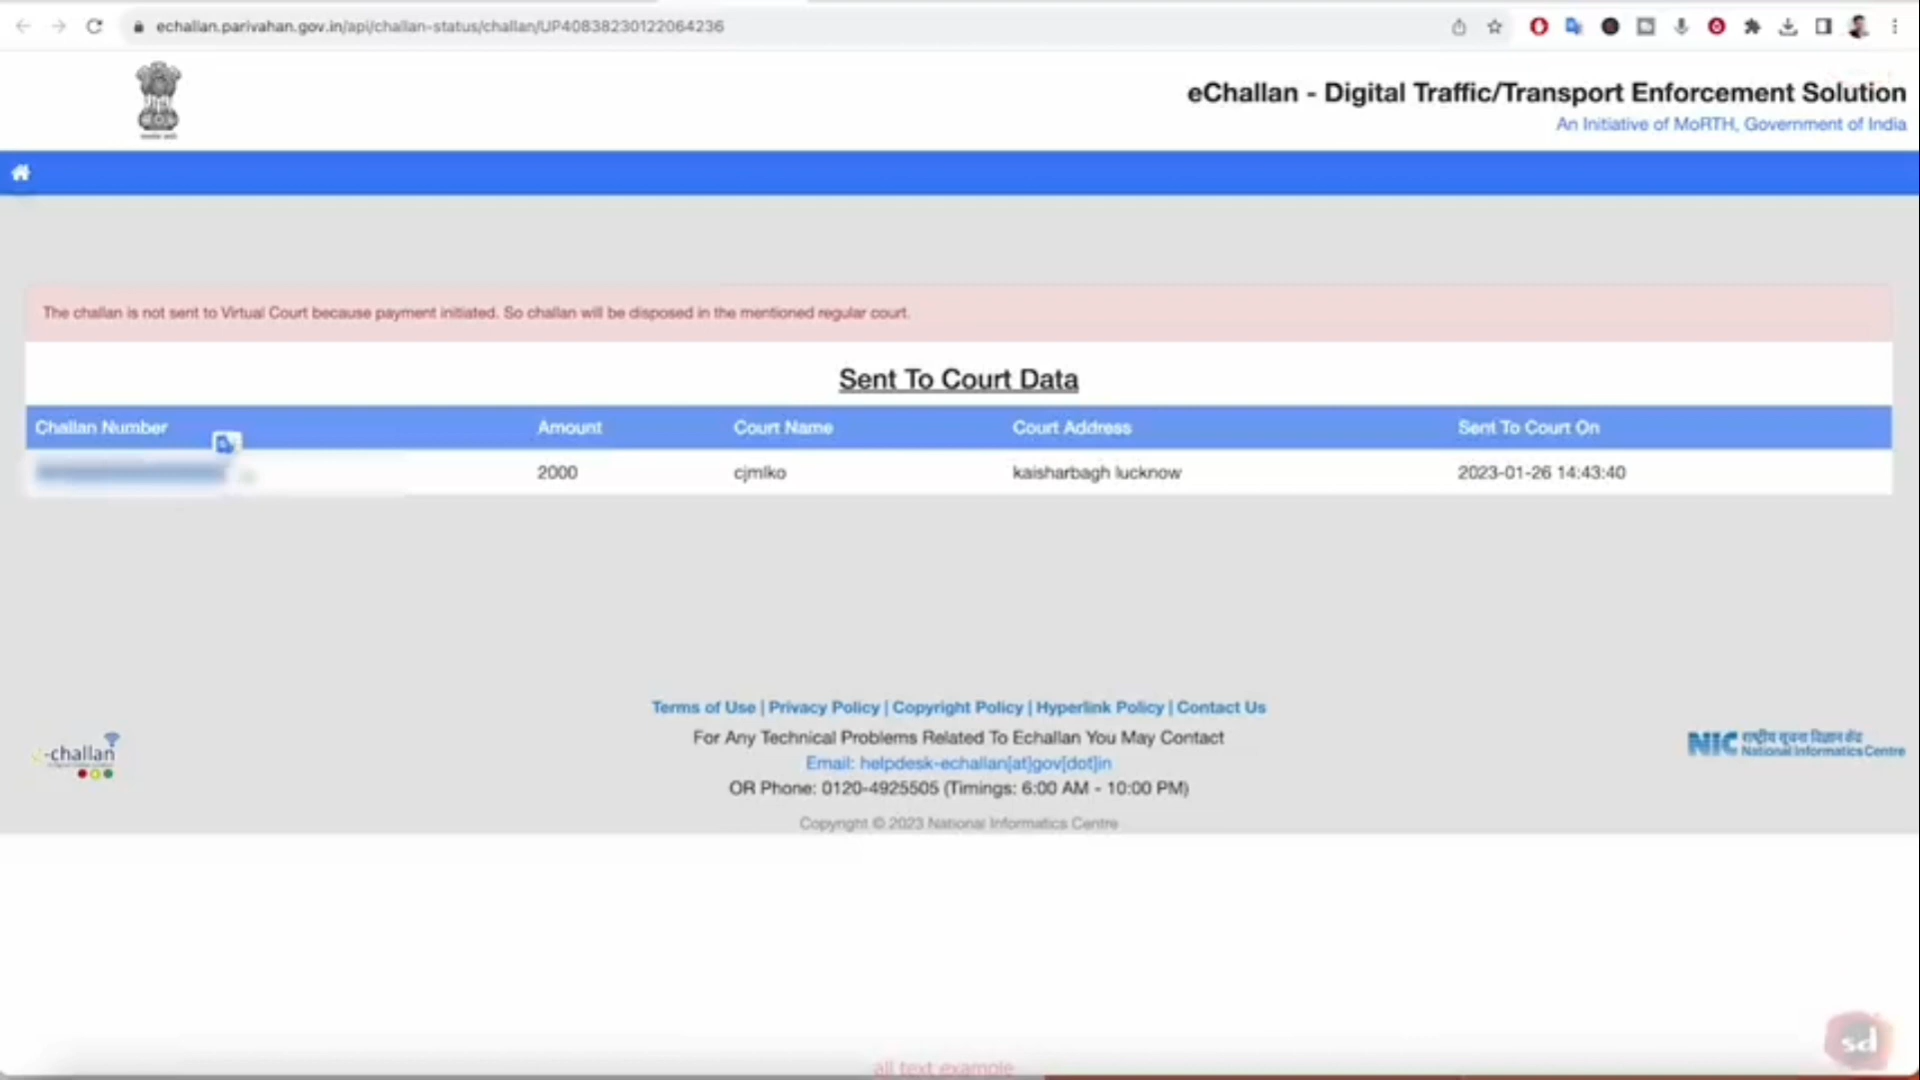 echallan.parivahan.gov.in/api/challan-status/challan/UP40838230122064236
eChallan - Digital Traffic/Transport Enforcement Solution
An Initiative of MoRTH, Government of India
The challan is not sent to Virtual Court because payment initiated. So challan will be disposed in the mentioned regular court.
Sent To Court Data
Challan Number Amount Court Name Court Address Sent To Court On
2000 cjmlko kaisharbagh lucknow 2023-01-26 14:43:40
Terms of Use | Privacy Policy | Copyright Policy | Hyperlink Policy | Contact Us
For Any Technical Problems Related To Echallan You May Contact
Email: helpdesk-echallan[at]gov[dot]in
OR Phone: 0120-4925505 (Timings: 6:00 AM - 10:00 PM)
Copyright © 2023 National Informatics Centre
-challan
NIC राष्ट्रीय सूचना विज्ञान केंद्र
National Informatics Centre
sd
all text example